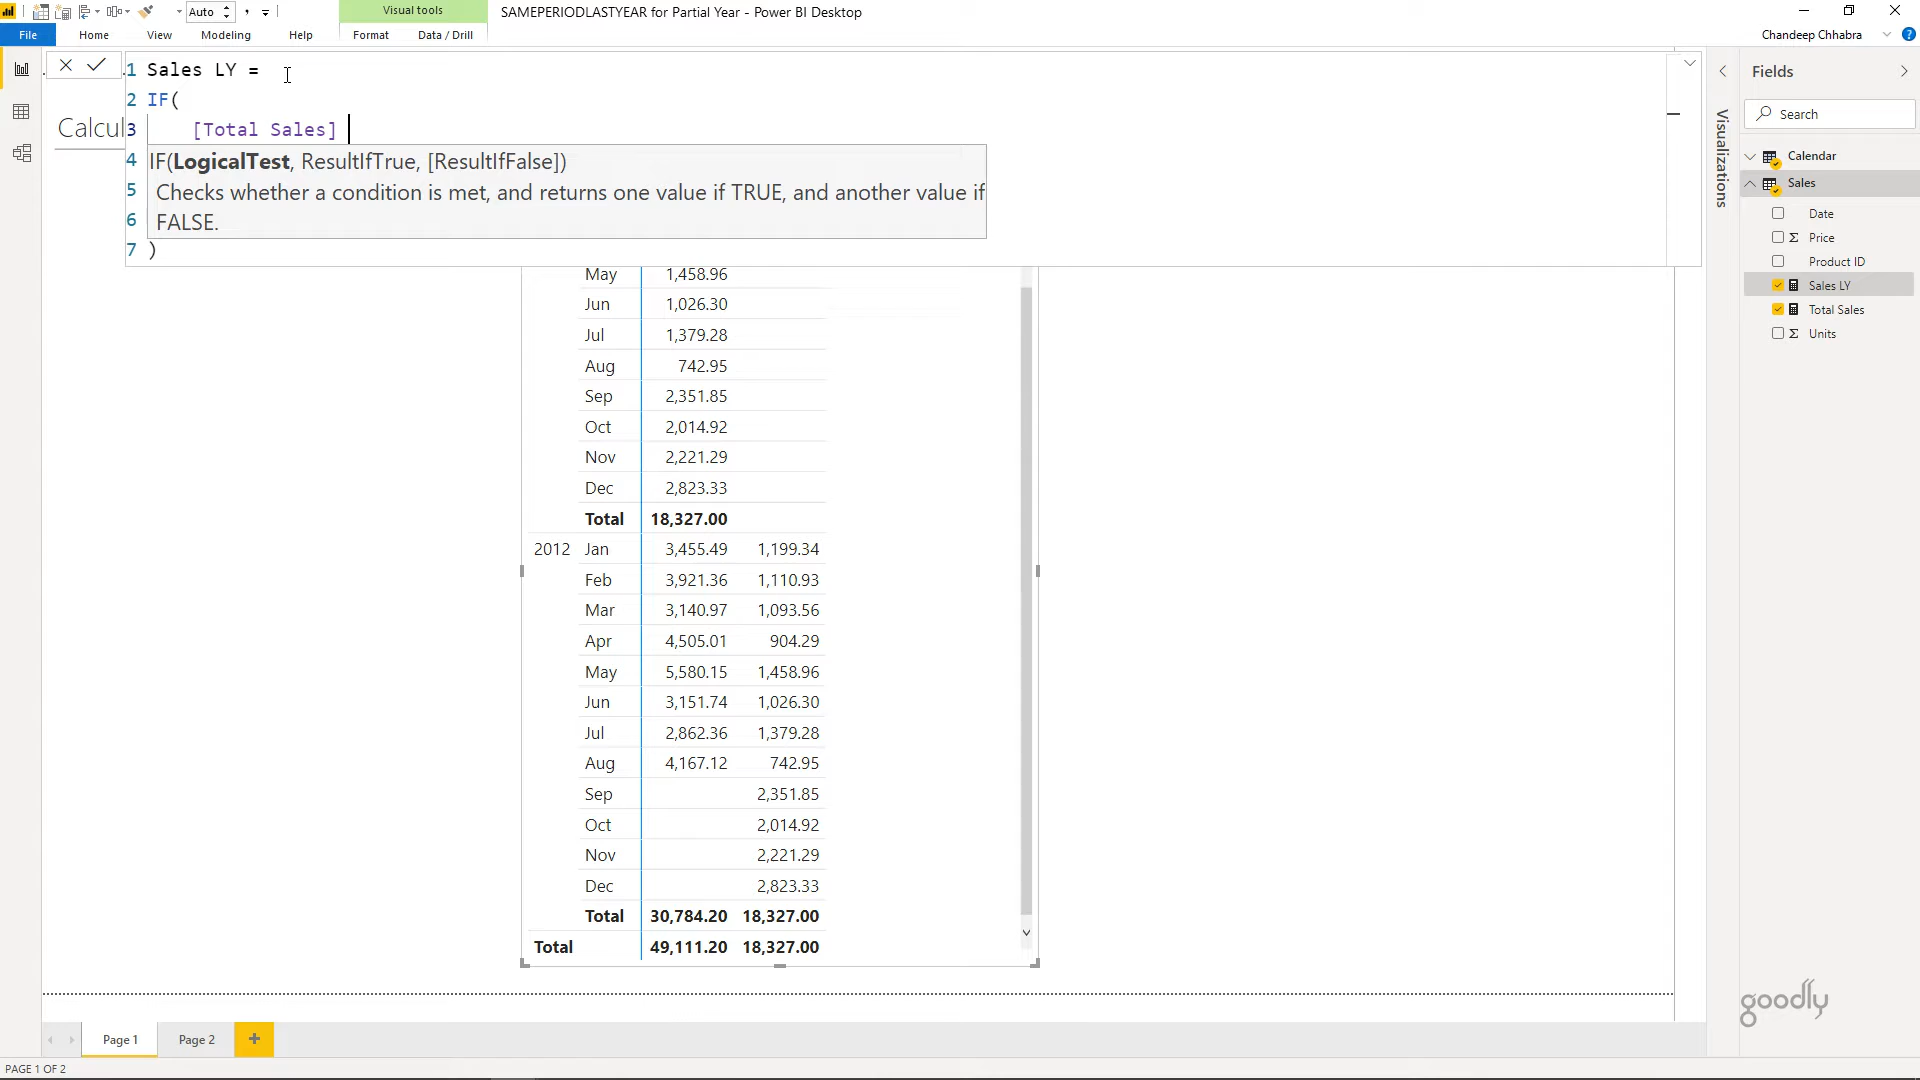 Auto
Visual tools
SAMEPERIODLASTYEAR for Partial Year - Power BI Desktop
File Home View Modeling Help Format Data / Drill
Chandeep Chhabra
1 Sales LY =
2 IF(
3 [Total Sales]
4 IF(LogicalTest, ResultIfTrue, [ResultIfFalse])
5 Checks whether a condition is met, and returns one value if TRUE, and another value if
6 FALSE.
7 )
Calcul
May 1,458.96
Jun 1,026.30
Jul 1,379.28
Aug 742.95
Sep 2,351.85
Oct 2,014.92
Nov 2,221.29
Dec 2,823.33
Total 18,327.00
2012 Jan 3,455.49 1,199.34
Feb 3,921.36 1,110.93
Mar 3,140.97 1,093.56
Apr 4,505.01 904.29
May 5,580.15 1,458.96
Jun 3,151.74 1,026.30
Jul 2,862.36 1,379.28
Aug 4,167.12 742.95
Sep 2,351.85
Oct 2,014.92
Nov 2,221.29
Dec 2,823.33
Total 30,784.20 18,327.00
Total 49,111.20 18,327.00
Visualizations
Fields
Search
Calendar
Sales
Date
Σ Price
Product ID
Sales LY
Total Sales
Σ Units
goodly
Page 1 Page 2 +
PAGE 1 OF 2